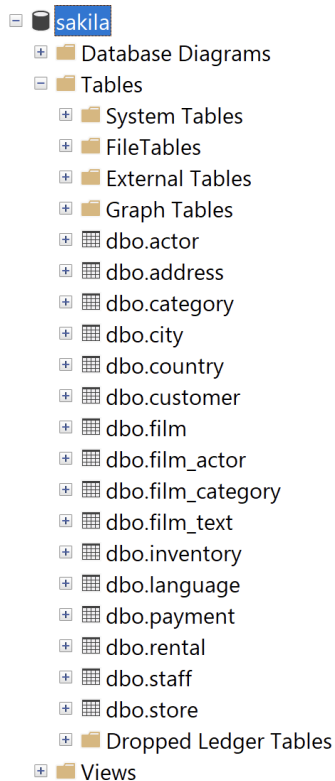 sakila
Database Diagrams
Tables
System Tables
FileTables
External Tables
Graph Tables
dbo.actor
dbo.address
dbo.category
dbo.city
dbo.country
dbo.customer
dbo.film
dbo.film_actor
dbo.film_category
dbo.film_text
dbo.inventory
dbo.language
dbo.payment
dbo.rental
dbo.staff
dbo.store
Dropped Ledger Tables
Views